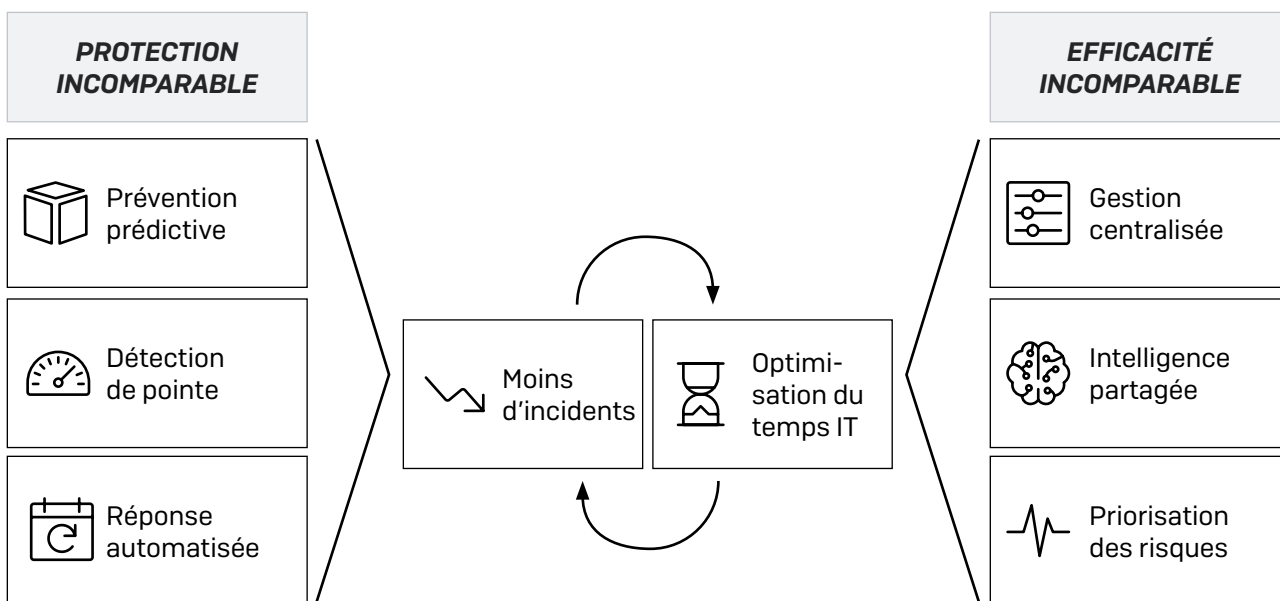 PROTECTION
INCOMPARABLE
Prévention
prédictive
Détection
de pointe
Réponse
automatisée
Moins
d'incidents
Optimi-
sation du
temps IT
EFFICACITÉ
INCOMPARABLE
Gestion
centralisée
Intelligence
partagée
Priorisation
des risques